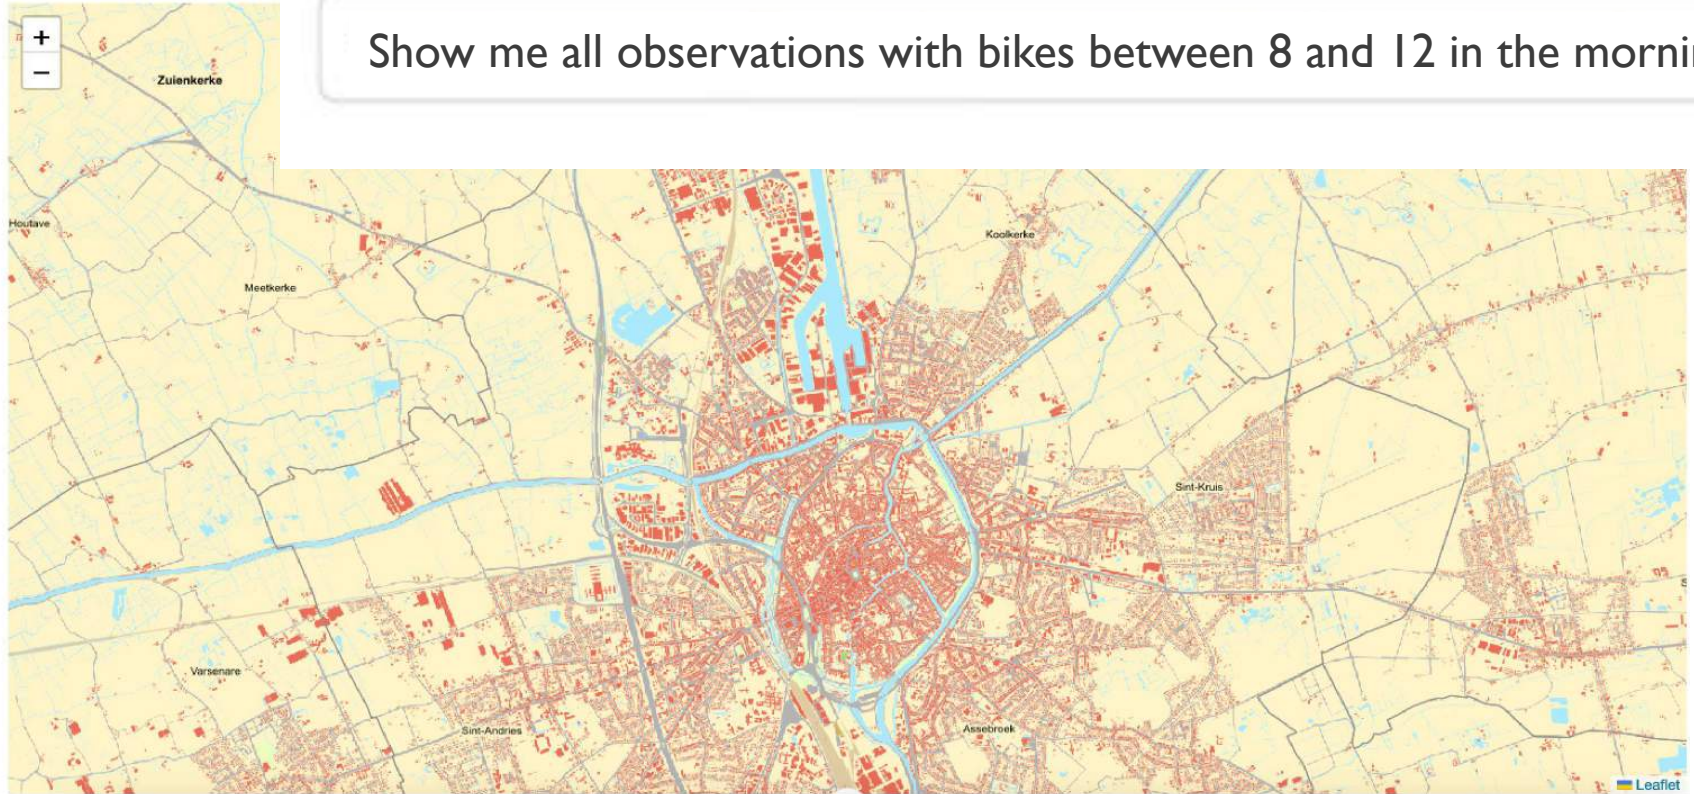 +
Show me all observations with bikes between 8 and 12 in the
−
Zuienkerke
Houtave
Koolkerke
Meetkerke
Sint-Kruis
Varsenare
Sint-Andries
Assebroek
Leaflet